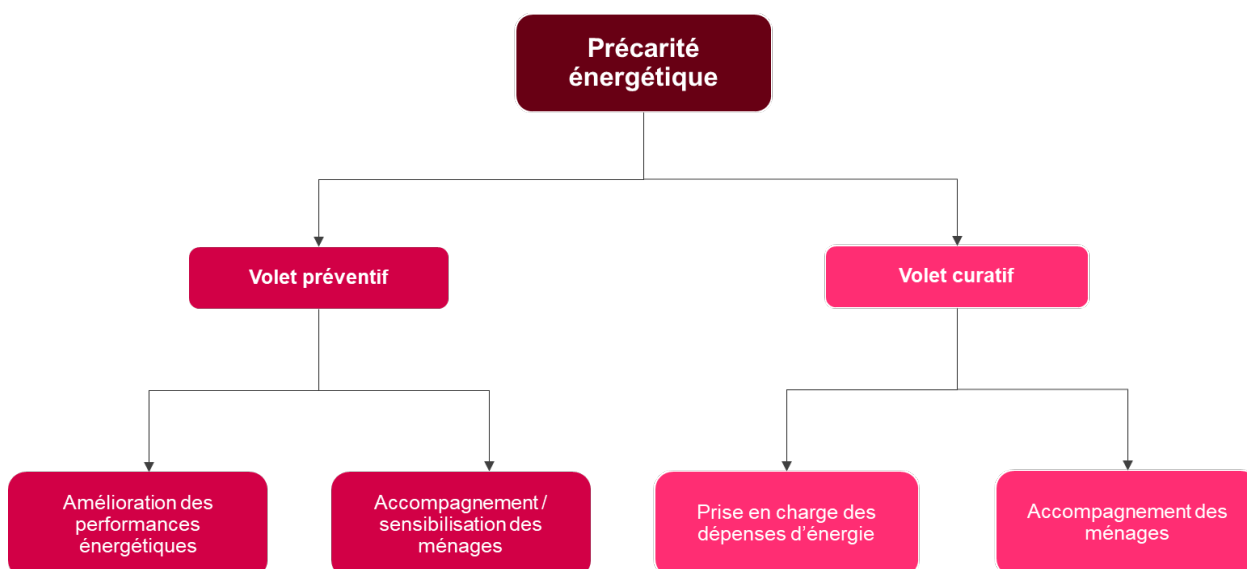 Précarité
énergétique
Volet préventif
Volet curatif
Amélioration des
performances
énergétiques
Accompagnement /
sensibilisation des
ménages
Prise en charge des
dépenses d’énergie
Accompagnement des
ménages